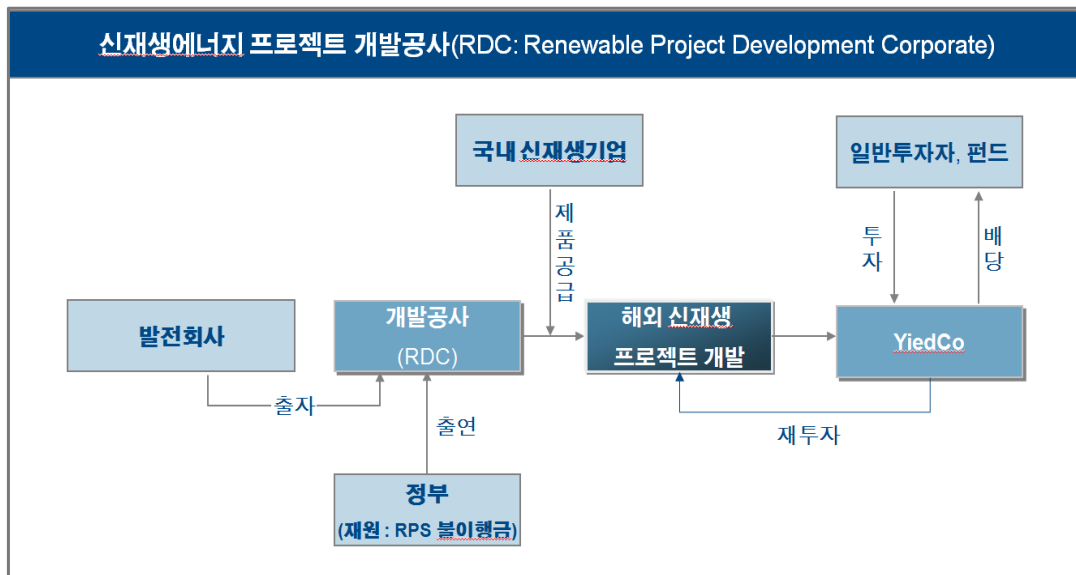 신재생에너지 프로젝트 개발공사(RDC: Renewable Project Development Corporate)
국내 신재생기업
일반투자자, 펀드
제품공급
투자
배당
발전회사
개발공사
(RDC)
해외 신재생
프로젝트 개발
YiedCo
출자
출연
재투자
정부
(재원 : RPS 불이행금)